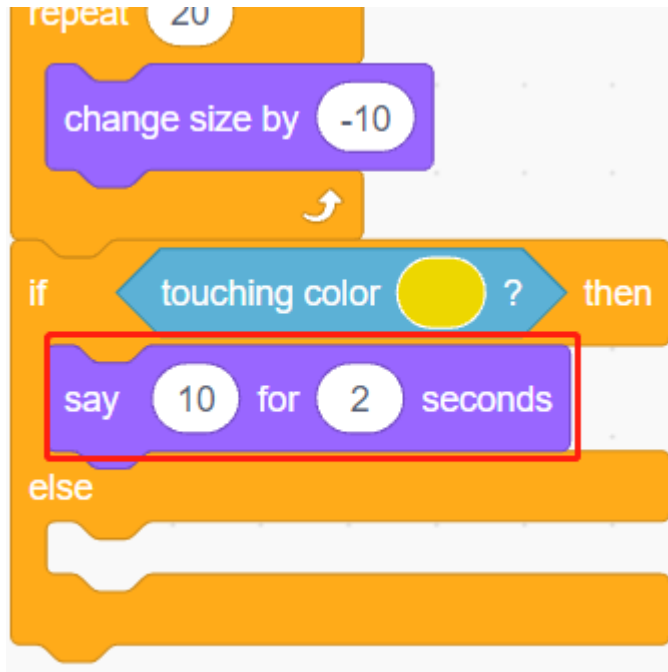 repeat 20
change size by -10
if touching color ? then
say 10 for 2 seconds
else